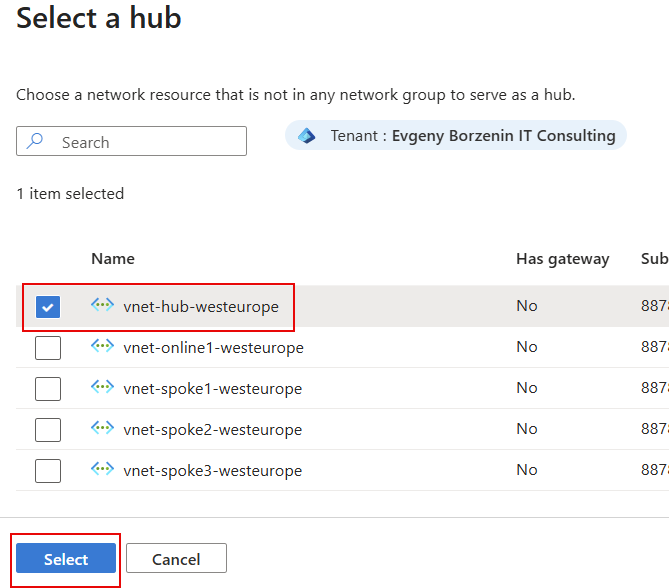 Select a hub
Choose a network resource that is not in any network group to serve as a hub.
Search
Tenant : Evgeny Borzenin IT Consulting
1 item selected
Name Has gateway Sub
vnet-hub-westeurope No 887
vnet-online1-westeurope No 887
vnet-spoke1-westeurope No 887
vnet-spoke2-westeurope No 887
vnet-spoke3-westeurope No 887
Select Cancel